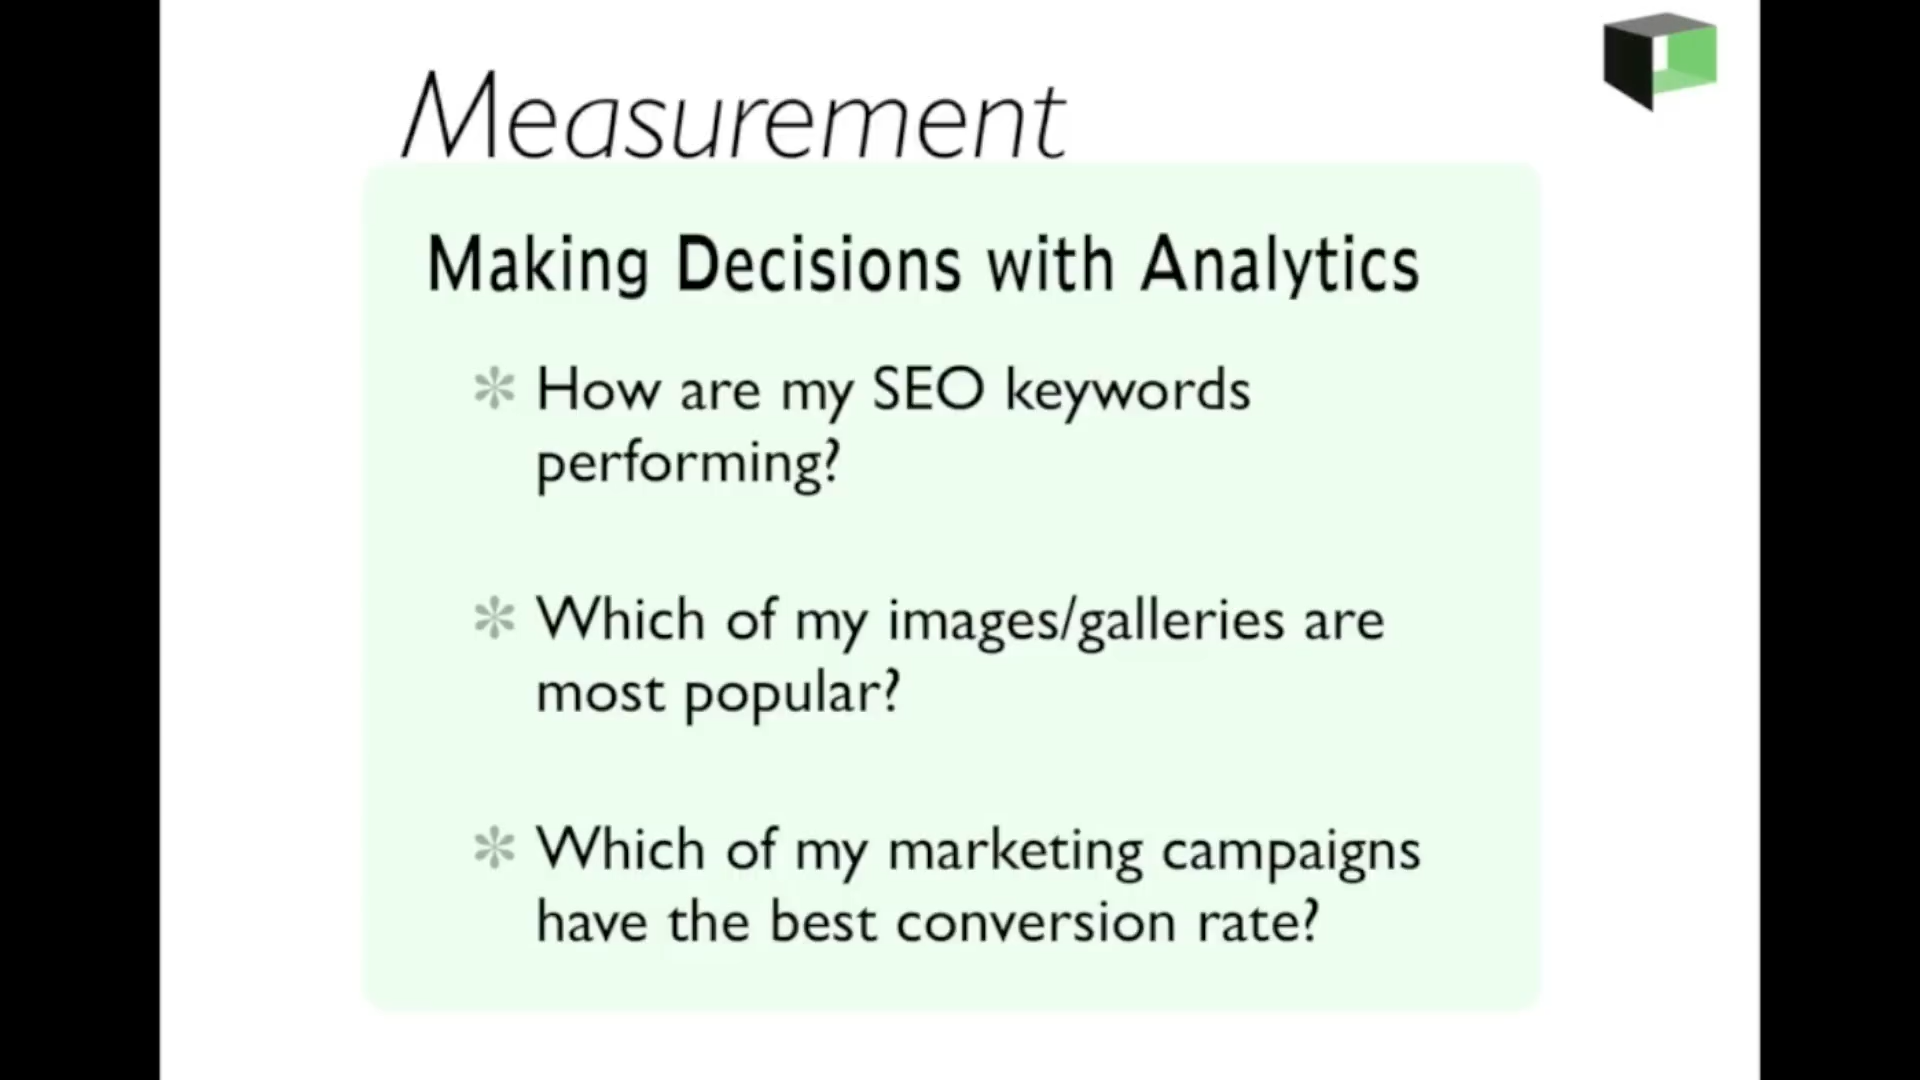 Measurement
Making Decisions with Analytics
How are my SEO keywords
performing?
Which of my images/galleries are
most popular?
Which of my marketing campaigns
have the best conversion rate?